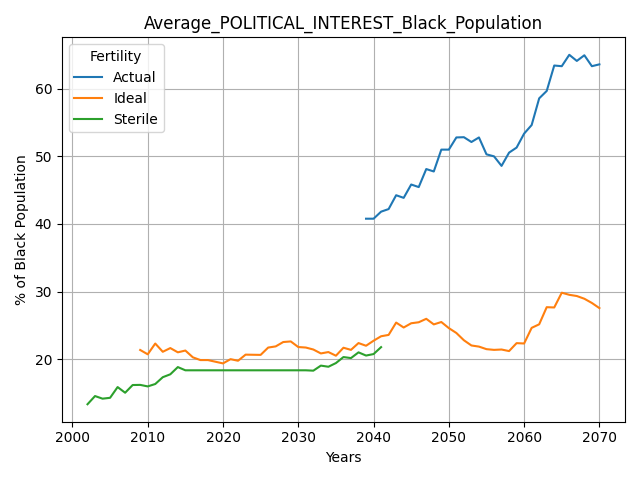 Average_POLITICAL_INTEREST_Black_Population
Fertility
Actual
Ideal
Sterile
% of Black Population
60
50
40
30
20
2000 2010 2020 2030 2040 2050 2060 2070
Years